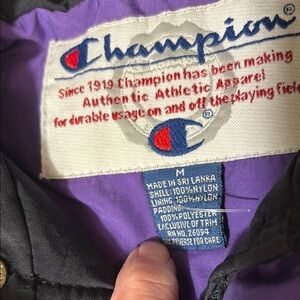 Champion
®
Since 1919 Champion has been making
Authentic Athletic Apparel
for durable usage on and off the playing field
®
M
MADE IN SRI LANKA
SHELL: 100% NYLON
LINING: 100% NYLON
PADDING:
100% POLYESTER
EXCLUSIVE OF TRIM
RN NO. 26094
REVERSE FOR CARE